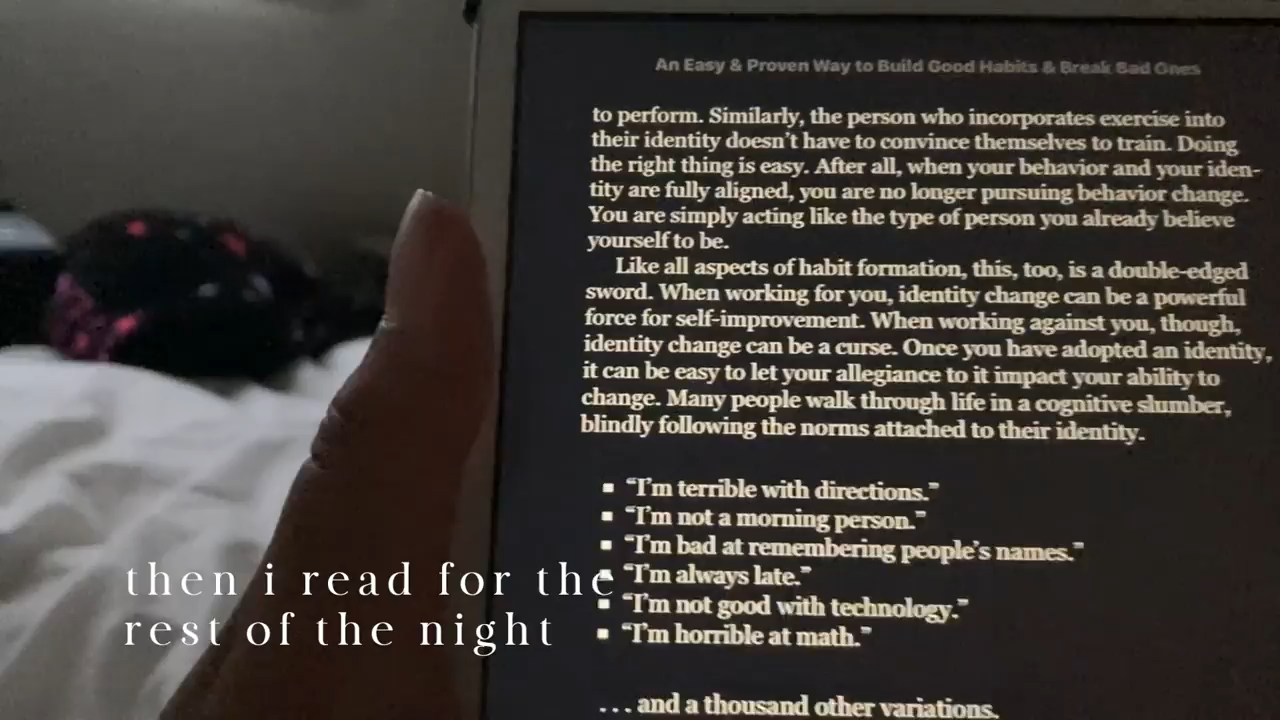 An Easy & Proven Way to Build Good Habits & Break Bad Ones
to perform. Similarly, the person who incorporates exercise into
their identity doesn't have to convince themselves to train. Doing
the right thing is easy. After all, when your behavior and your iden-
tity are fully aligned, you are no longer pursuing behavior change.
You are simply acting like the type of person you already believe
yourself to be.
Like all aspects of habit formation, this, too, is a double-edged
sword. When working for you, identity change can be a powerful
force for self-improvement. When working against you, though,
identity change can be a curse. Once you have adopted an identity,
it can be easy to let your allegiance to it impact your ability to
change. Many people walk through life in a cognitive slumber,
blindly following the norms attached to their identity.
▪ “I'm terrible with directions.”
▪ “I'm not a morning person.”
▪ “I'm bad at remembering people's names.”
▪ “I'm always late.”
▪ “I'm not good with technology.”
▪ “I'm horrible at math.”
. . . and a thousand other variations.
then i read for the
rest of the night